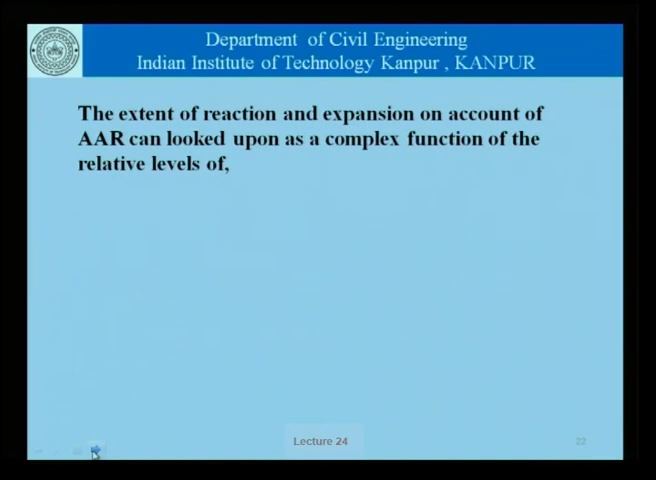 Department of Civil Engineering
Indian Institute of Technology Kanpur , KANPUR
The extent of reaction and expansion on account of
AAR can looked upon as a complex function of the
relative levels of,
Lecture 24
22